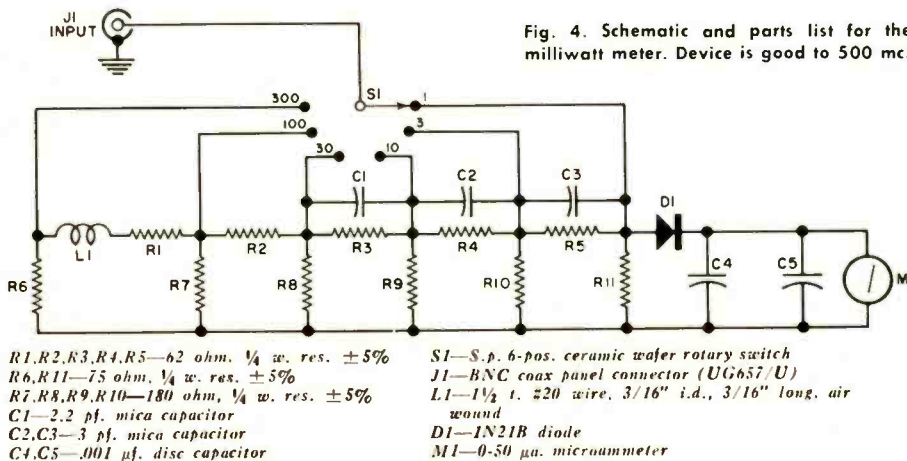 J1
INPUT
Fig. 4. Schematic and parts list for the
milliwatt meter. Device is good to 500 mc.
S1
300
1
100
3
30
10
C1
C2
C3
D1
L1
R1
R2
R3
R4
R5
R6
R7
R8
R9
R10
R11
C4
C5
M
R1,R2,R3,R4,R5—62 ohm, ¼ w. res. ±5%
R6,R11—75 ohm, ¼ w. res. ±5%
R7,R8,R9,R10—180 ohm, ¼ w. res. ±5%
C1—2.2 pf. mica capacitor
C2,C3—3 pf. mica capacitor
C4,C5—.001 µf. disc capacitor
S1—S.p. 6-pos. ceramic wafer rotary switch
J1—BNC coax panel connector (UG657/U)
L1—1½ t. #20 wire, 3/16" i.d., 3/16" long, air
wound
D1—1N21B diode
M1—0-50 µa. microammeter